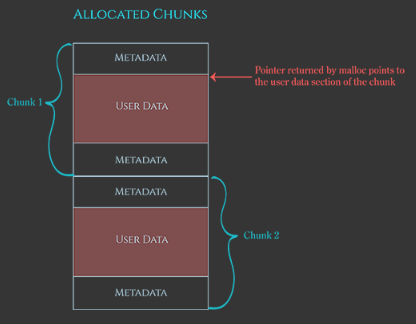 ALLOCATED CHUNKS
METADATA
Pointer returned by malloc points to
the user data section of the chunk
Chunk 1
USER DATA
METADATA
METADATA
USER DATA
Chunk 2
METADATA